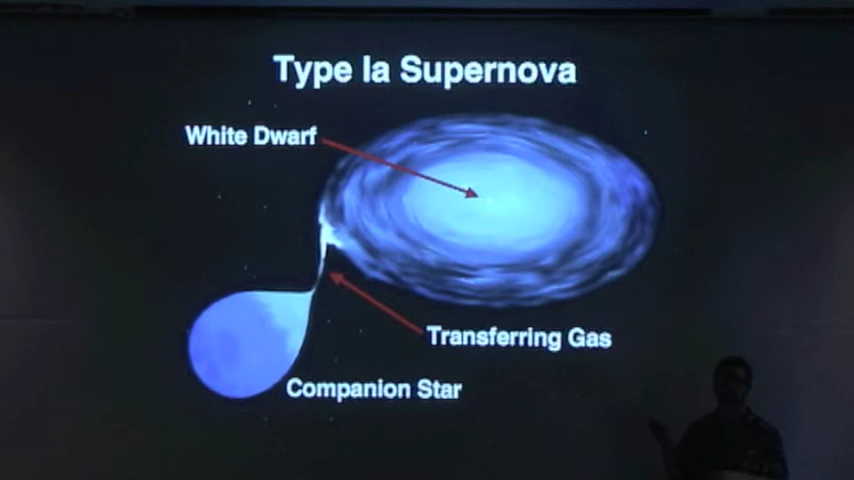 Type Ia Supernova
White Dwarf
Transferring Gas
Companion Star